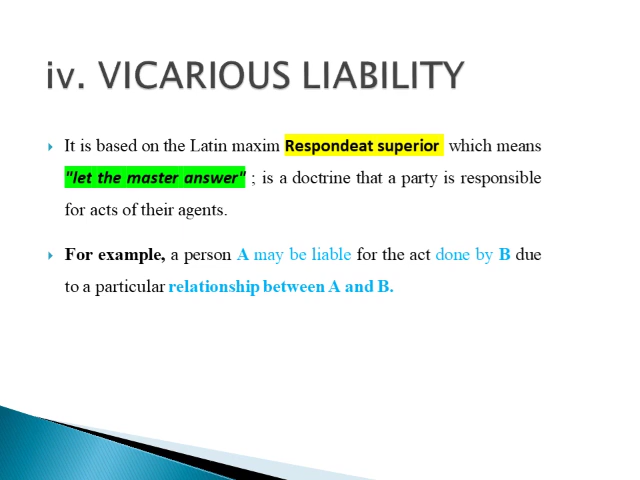 iv. VICARIOUS LIABILITY
It is based on the Latin maxim Respondeat superior which means
"let the master answer" ; is a doctrine that a party is responsible
for acts of their agents.
For example, a person A may be liable for the act done by B due
to a particular relationship between A and B.